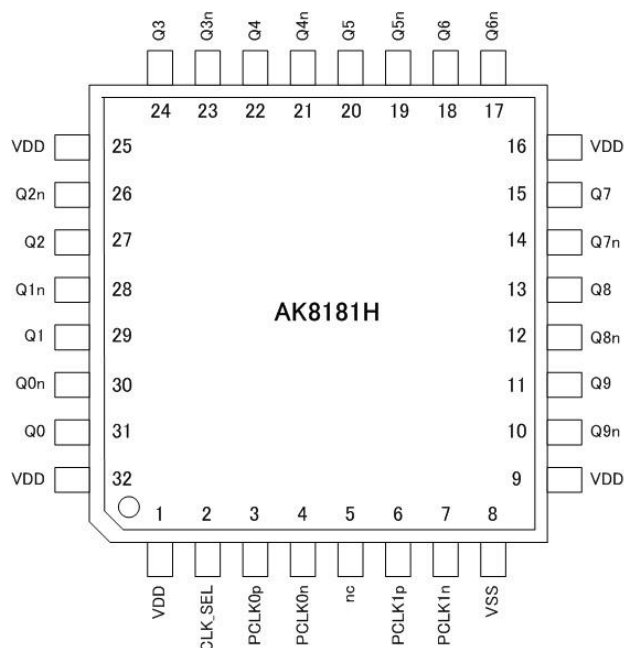 Q3 Q3n Q4 Q4n Q5 Q5n Q6 Q6n
24 23 22 21 20 19 18 17
VDD 25 16 VDD
Q2n 26 15 Q7
Q2 27 14 Q7n
Q1n 28 13 Q8
AK8181H
Q1 29 12 Q8n
Q0n 30 11 Q9
Q0 31 10 Q9n
VDD 32 9 VDD
1 2 3 4 5 6 7 8
VDD CLK_SEL PCLK0p PCLK0n nc PCLK1p PCLK1n VSS